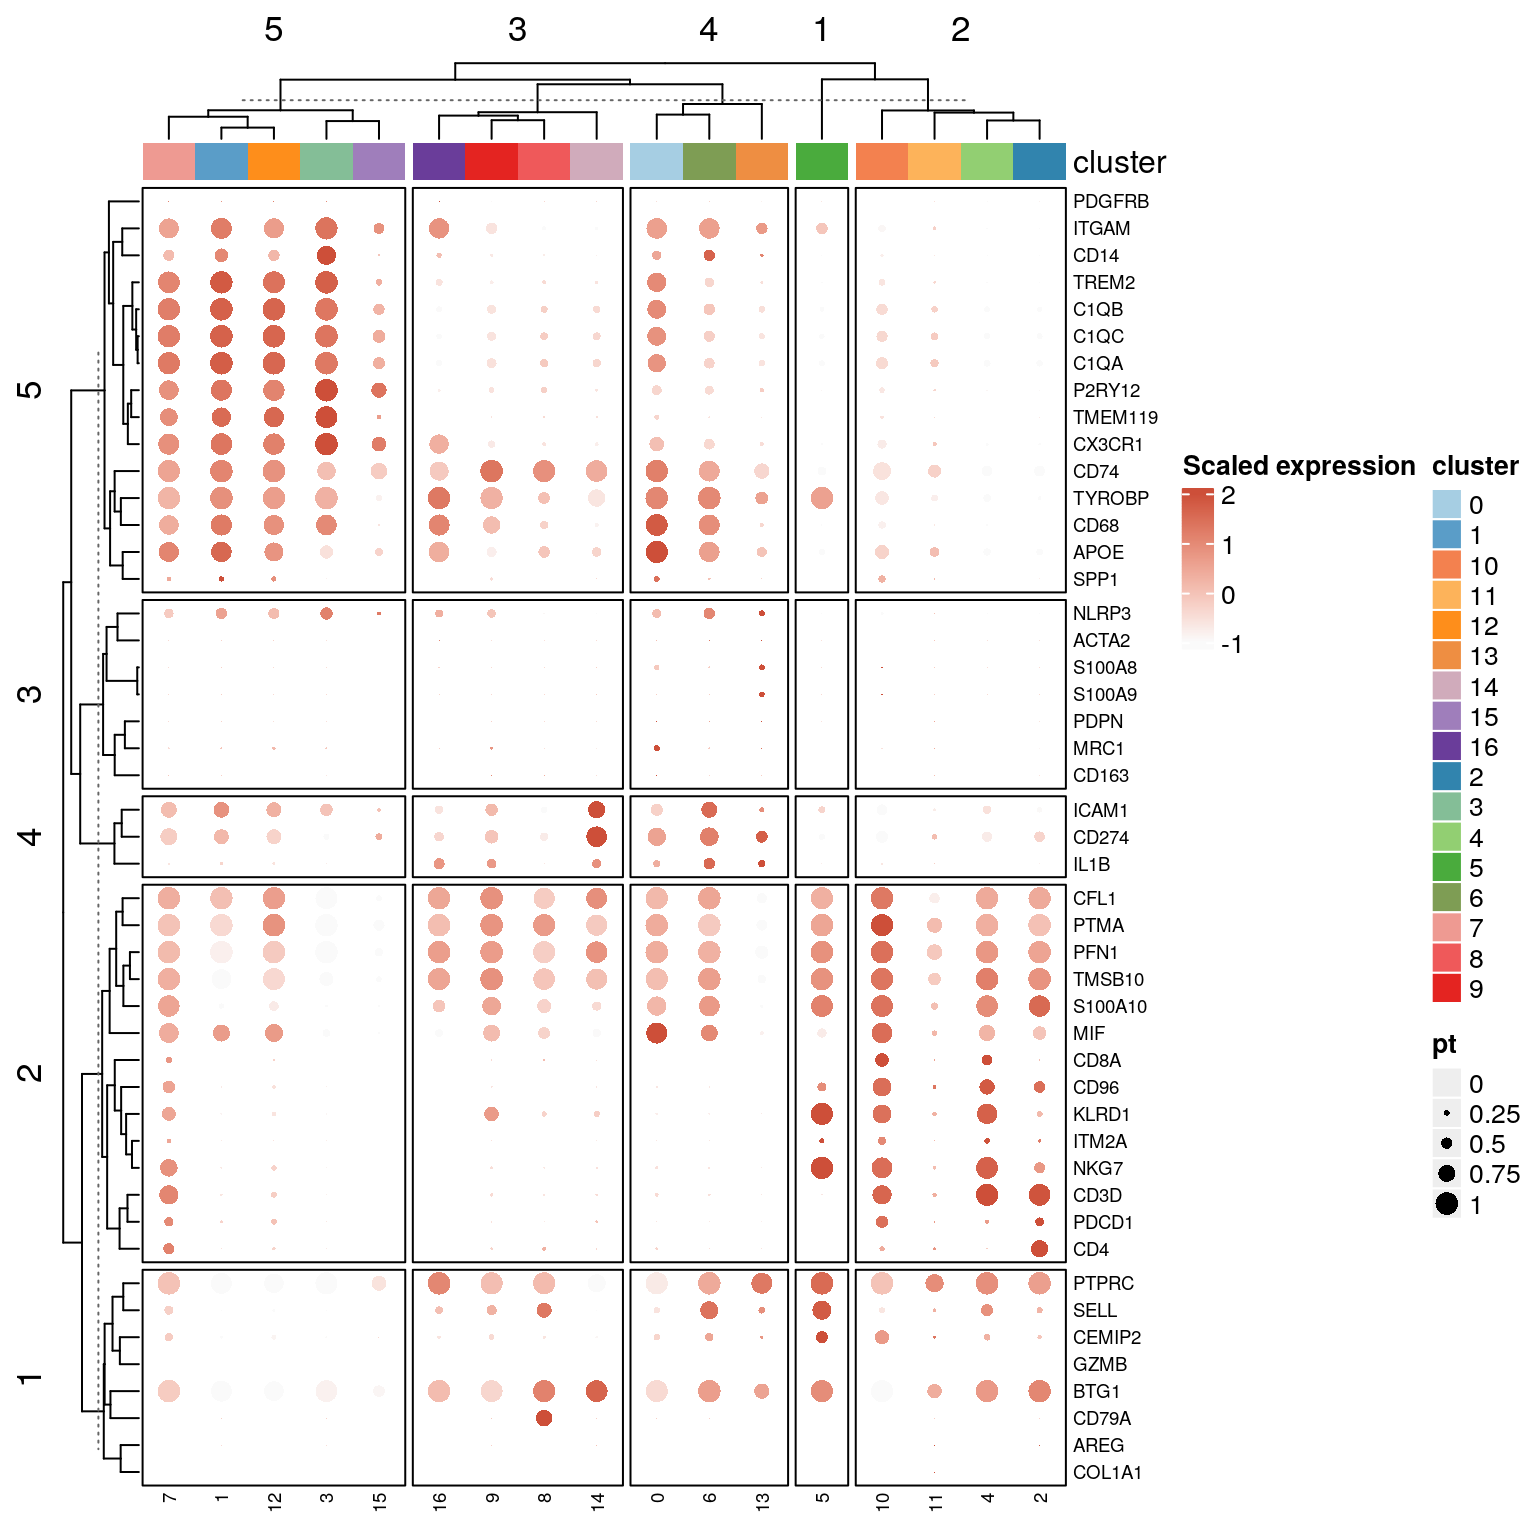 5 3 4 1 2
cluster
PDGFRB
ITGAM
CD14
TREM2
C1QB
C1QC
C1QA
P2RY12
TMEM119
CX3CR1
CD74
TYROBP
CD68
APOE
SPP1
5
NLRP3
ACTA2
S100A8
S100A9
PDPN
MRC1
CD163
3
ICAM1
CD274
IL1B
4
CFL1
PTMA
PFN1
TMSB10
S100A10
MIF
CD8A
CD96
KLRD1
ITM2A
NKG7
CD3D
PDCD1
CD4
2
PTPRC
SELL
CEMIP2
GZMB
BTG1
CD79A
AREG
COL1A1
1
7 1 12 3 15 16 9 8 14 0 6 13 5 10 11 4 2
Scaled expression
2
1
0
-1
cluster
0
1
10
11
12
13
14
15
16
2
3
4
5
6
7
8
9
pt
0
0.25
0.5
0.75
1